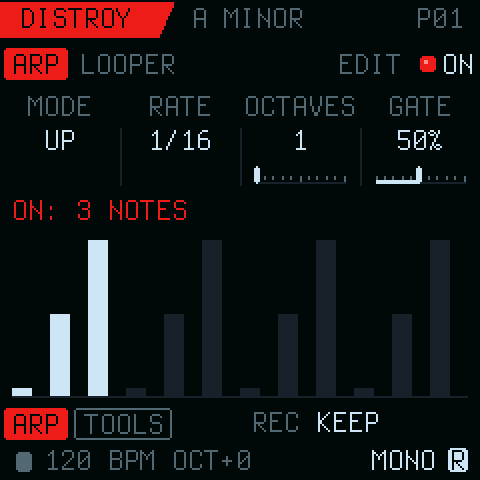 DISTROY A MINOR P01
ARP LOOPER EDIT ON
MODE RATE OCTAVES GATE
UP 1/16 1 50%
ON: 3 NOTES
ARP TOOLS REC KEEP
120 BPM OCT+0 MONO R